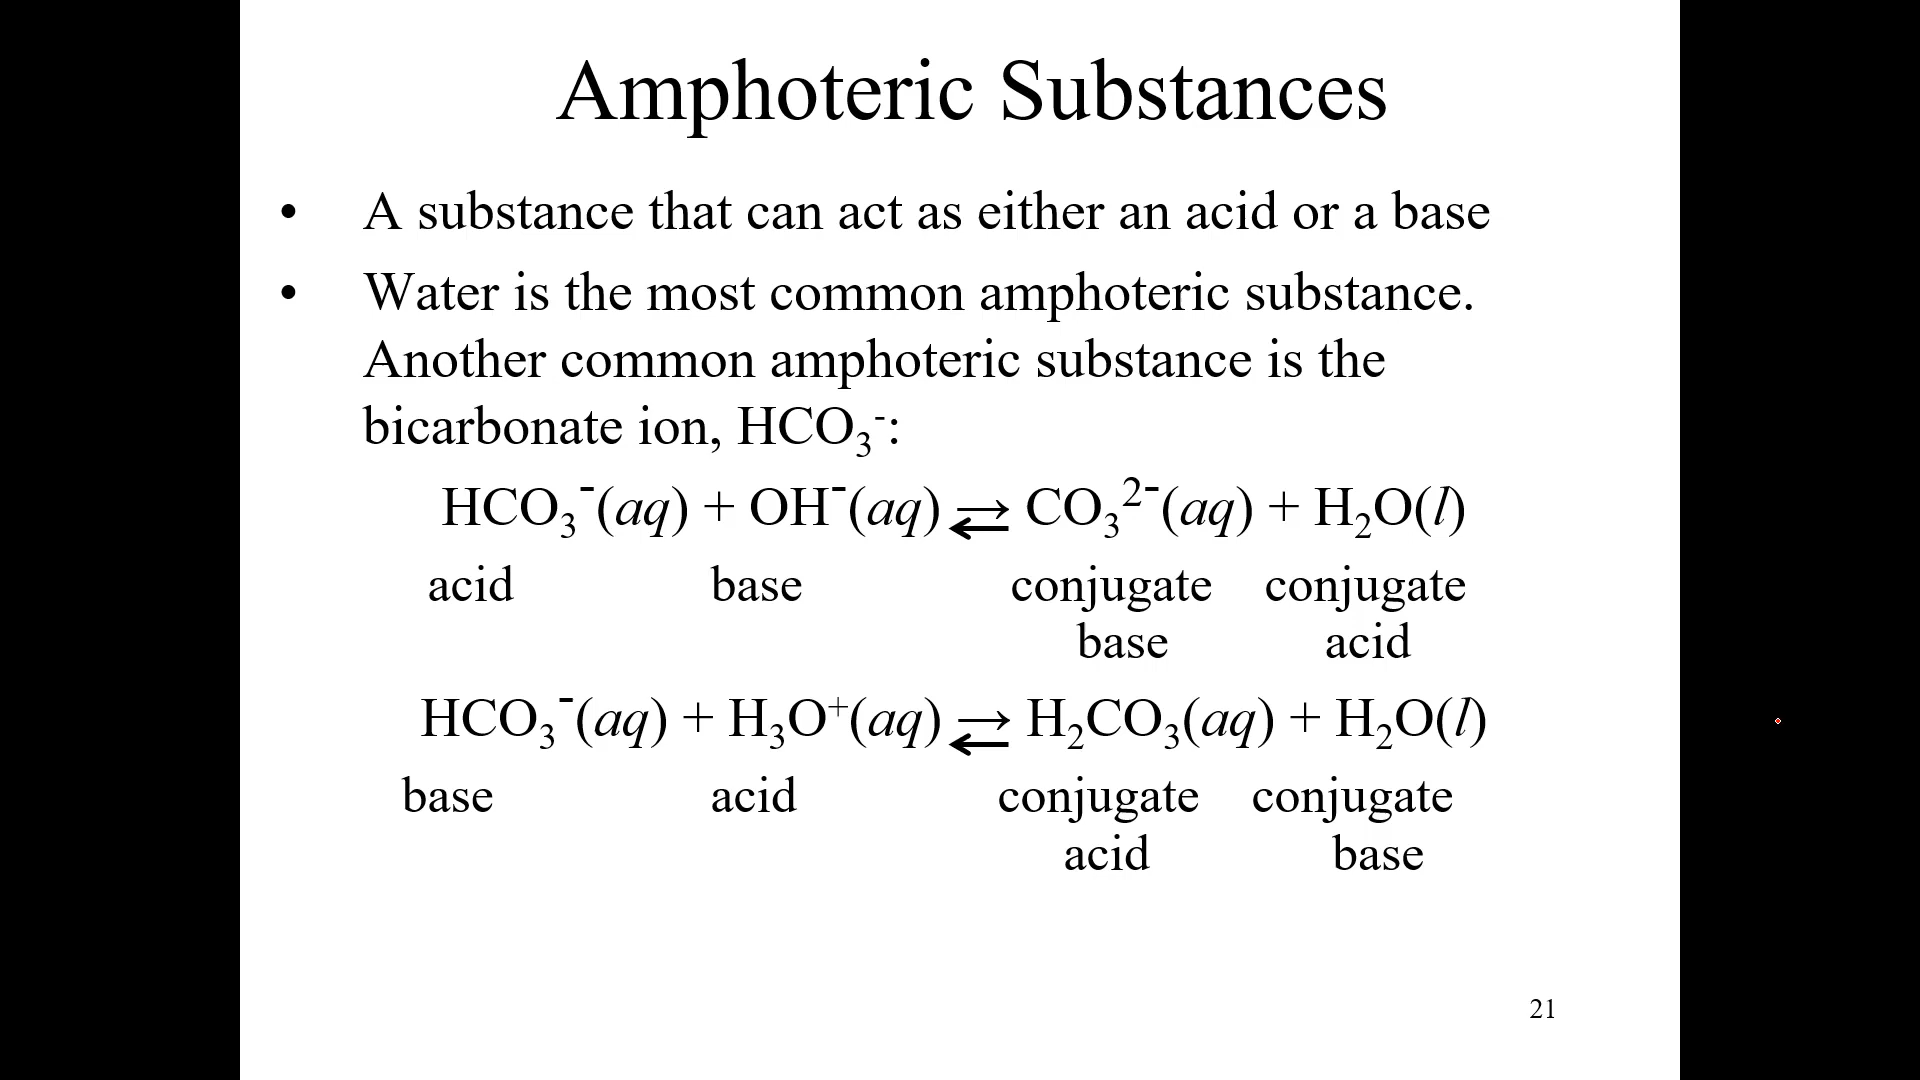 Amphoteric Substances
• A substance that can act as either an acid or a base
• Water is the most common amphoteric substance.
Another common amphoteric substance is the
bicarbonate ion, HCO₃⁻:
HCO₃⁻(aq) + OH⁻(aq) ⇄ CO₃²⁻(aq) + H₂O(l)
acid base conjugate conjugate
base acid
HCO₃⁻(aq) + H₃O⁺(aq) ⇄ H₂CO₃(aq) + H₂O(l)
base acid conjugate conjugate
acid base
21